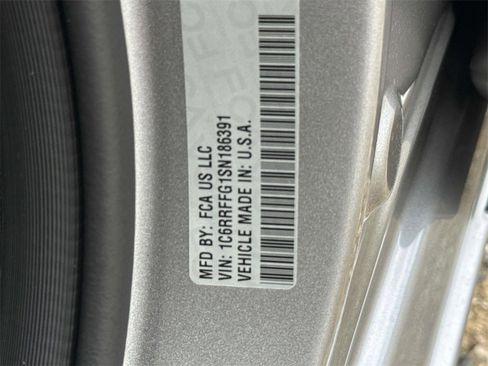 MFD BY: FCA US LLC
VIN: 1C6RRFFG1SN186391
VEHICLE MADE IN: U.S.A.